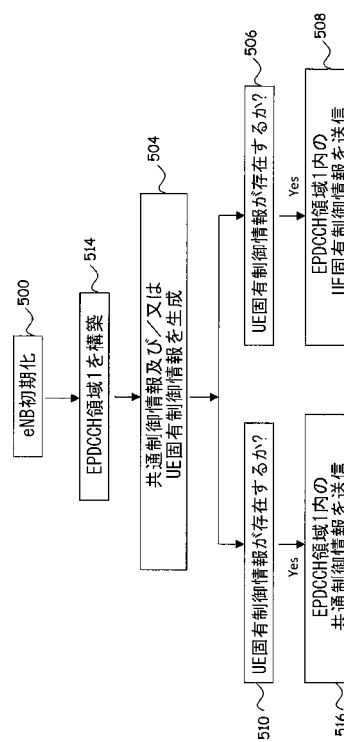 eNB初期化
500
EPDCCH領域1を構築
514
共通制御情報及び／又は
UE固有制御情報を生成
504
UE固有制御情報が存在するか?
510
UE固有制御情報が存在するか?
506
Yes
Yes
EPDCCH領域1内の
共通制御情報を送信
516
EPDCCH領域1内の
UE固有制御情報を送信
508